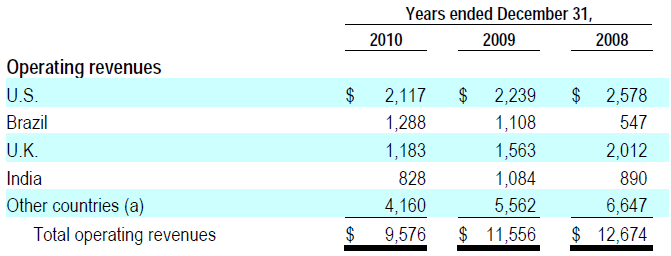 Years ended December 31,
2010 2009 2008
Operating revenues
U.S. $ 2,117 $ 2,239 $ 2,578
Brazil 1,288 1,108 547
U.K. 1,183 1,563 2,012
India 828 1,084 890
Other countries (a) 4,160 5,562 6,647
Total operating revenues $ 9,576 $ 11,556 $ 12,674